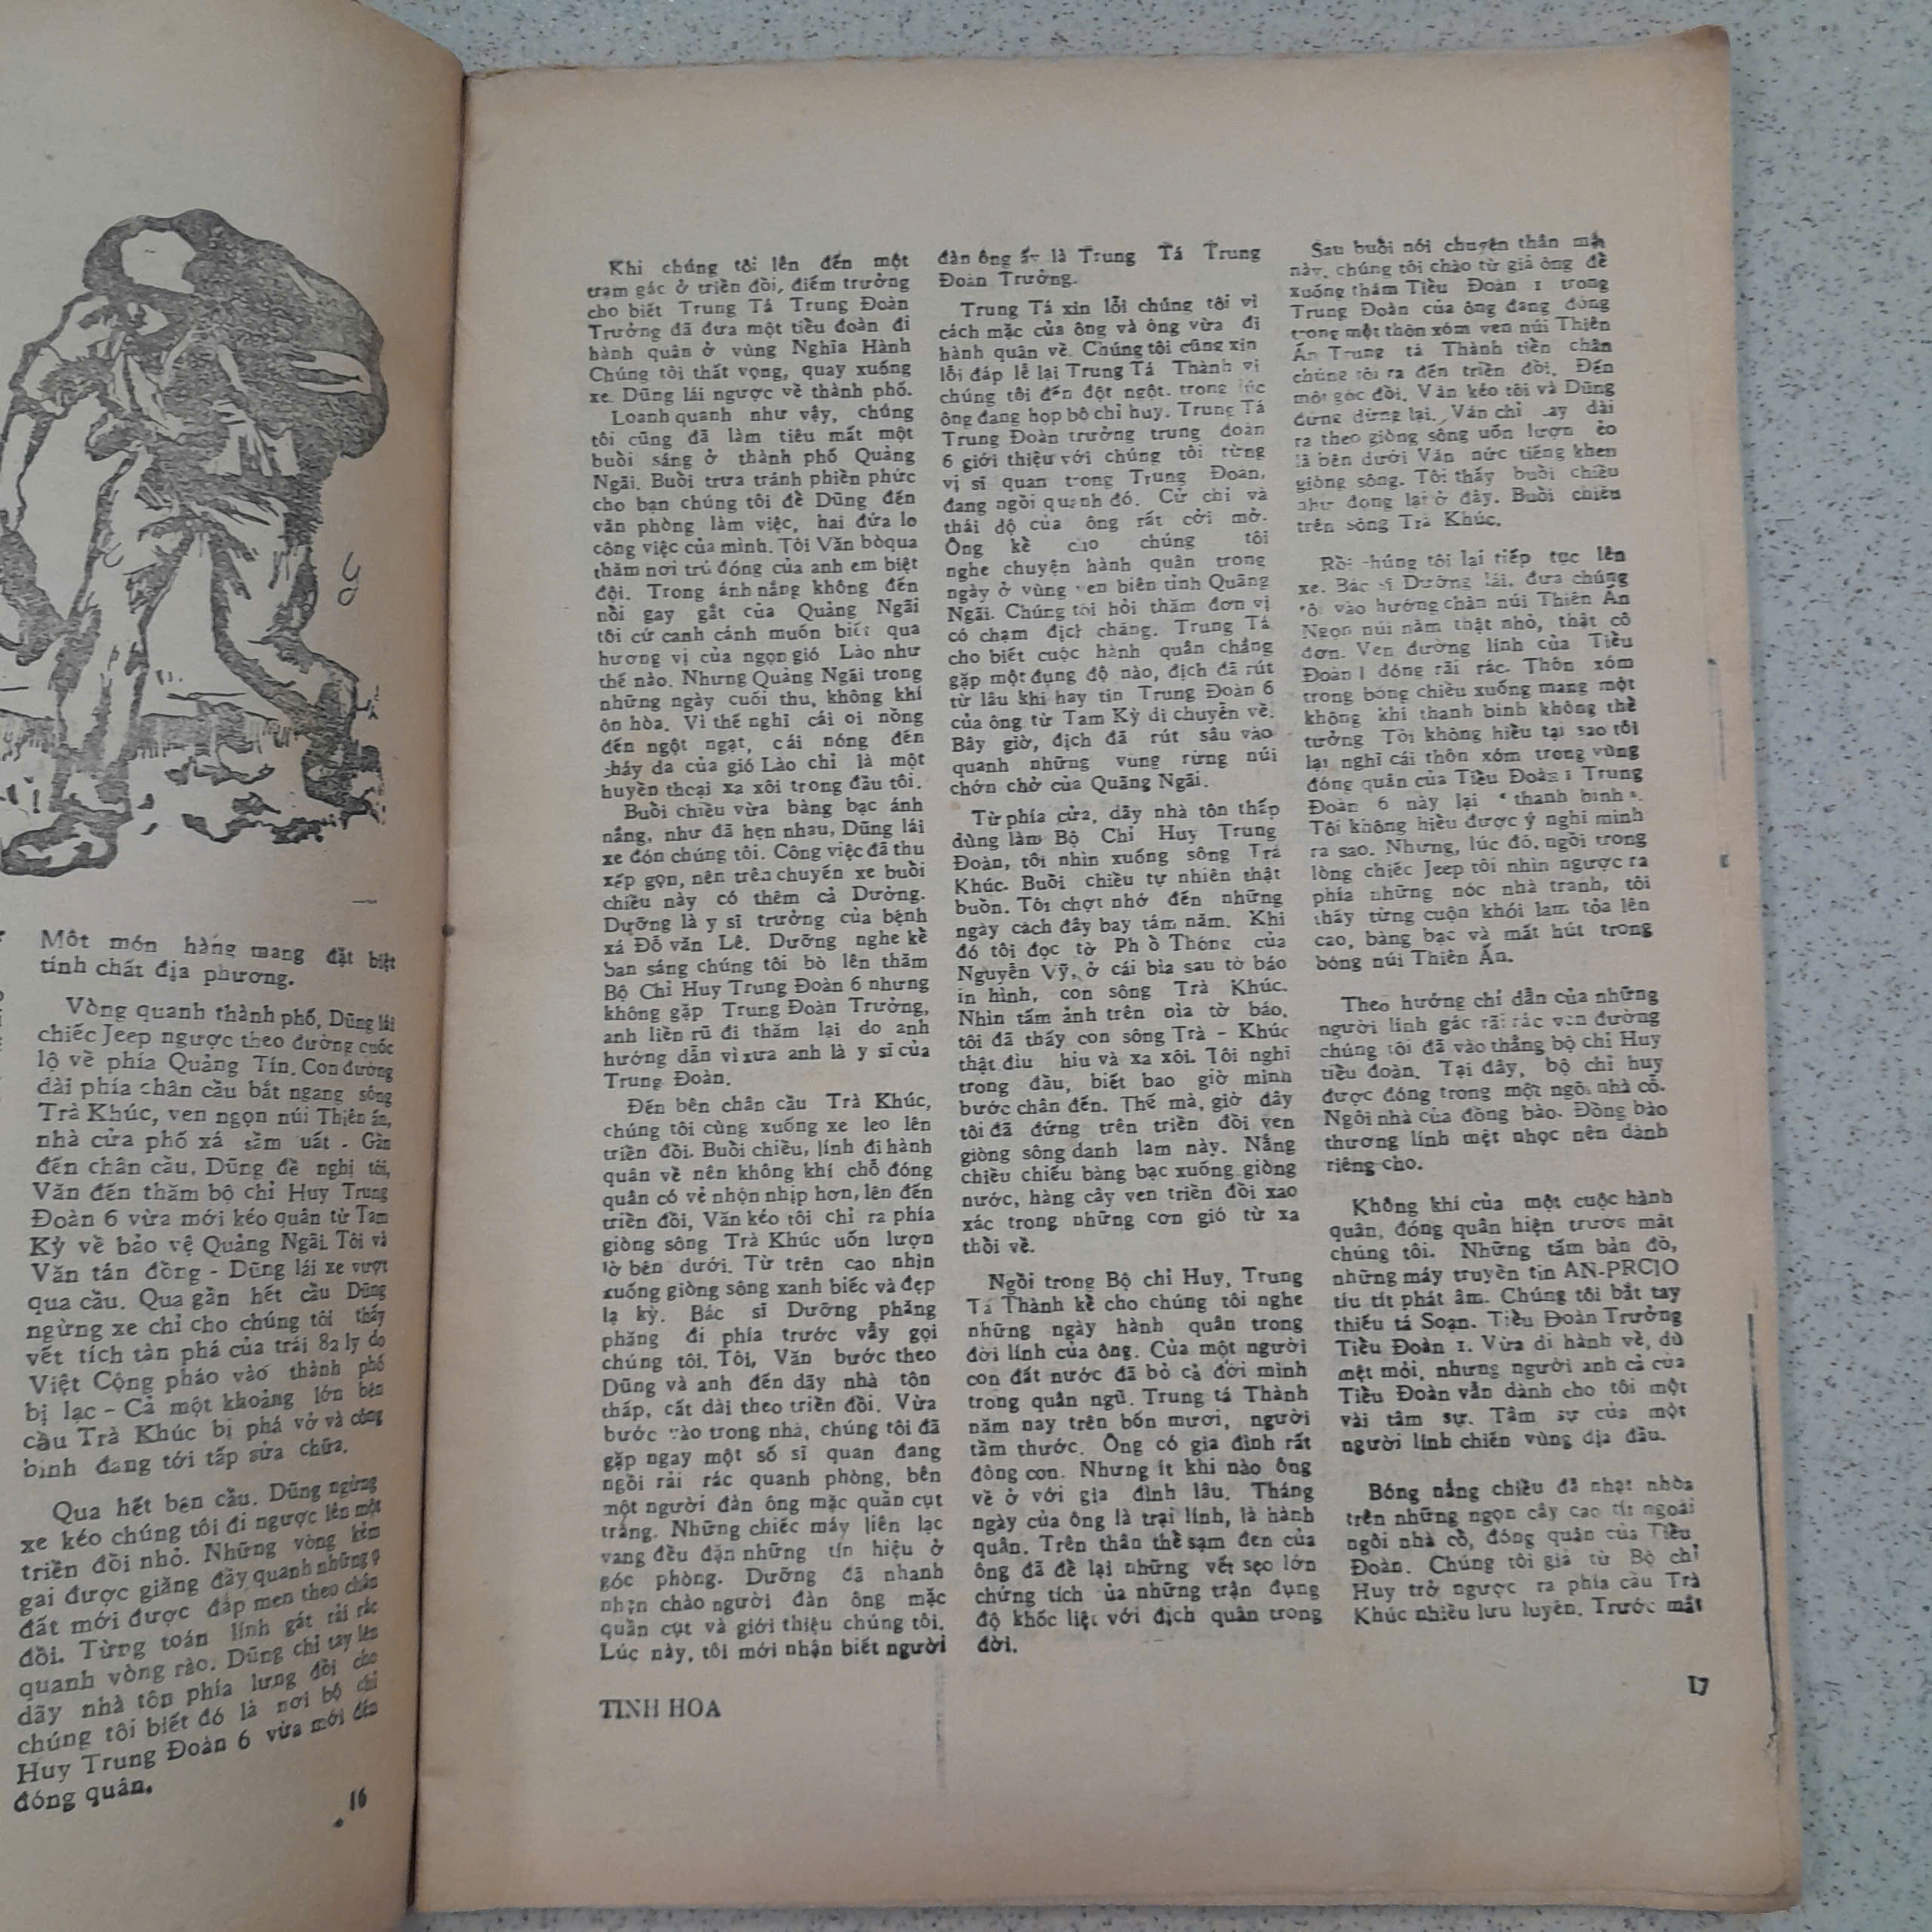 Một món hàng mang đặt biệt
tính chất địa phương.
Vòng quanh thành phố, Dũng lái
chiếc Jeep ngược theo đường cuốc
lộ về phía Quảng Tín. Con đường
dài phía chân cầu bắt ngang sông
Trà Khúc, ven ngọn núi Thiên ấn,
nhà cửa phố xá sầm uất - Gần
đến chân cầu, Dũng đề nghị tôi,
Văn đến thăm bộ chỉ Huy Trung
Đoàn 6 vừa mới kéo quân từ Tam
Kỳ về bảo vệ Quảng Ngãi. Tôi và
Văn tán đồng - Dũng lái xe vượt
qua cầu. Qua gần hết cầu Dũng
ngừng xe chỉ cho chúng tôi thấy
vết tích tàn phá của trái 82 ly do
Việt Cộng pháo vào thành phố
bị lạc - Cả một khoảng lớn bên
cầu Trà Khúc bị phá vở và công
binh đang tới tấp sửa chữa.
Qua hết bên cầu. Dũng ngừng
xe kéo chúng tôi đi ngược lên một
triền đồi nhỏ. Những vòng kẽm
gai được giăng đầy quanh những
đất mới được đắp men theo chân
đồi. Từng toán lính gát rải rác
quanh vòng rào. Dũng chỉ tay lên
dãy nhà tôn phía lưng đồi cho
chúng tôi biết đó là nơi bộ chỉ
Huy Trung Đoàn 6 vừa mới đến
đóng quân.
16
Khi chúng tôi lên đến một
trạm gác ở triền đồi, điếm trưởng
cho biết Trung Tá Trung Đoàn
Trưởng đã đưa một tiểu đoàn đi
hành quân ở vùng Nghĩa Hành
Chúng tôi thất vọng, quay xuống
xe. Dũng lái ngược về thành phố.
Loanh quanh như vậy, chúng
tôi cũng đã làm tiêu mất một
buổi sáng ở thành phố Quảng
Ngãi. Buổi trưa tránh phiền phức
cho bạn chúng tôi để Dũng đến
văn phòng làm việc, hai đứa lo
công việc của mình. Tôi Văn bỏqua
thăm nơi trú đóng của anh em biệt
đội. Trong ánh nắng không đến
nỗi gay gắt của Quảng Ngãi
tôi cứ canh cánh muốn biết qua
hương vị của ngọn gió Lào như
thế nào. Nhưng Quảng Ngãi trong
những ngày cuối thu, không khí
ôn hòa. Vì thế nghĩ cái oi nồng
đến ngột ngạt, cái nóng đến
cháy da của gió Lào chỉ là một
huyền thoại xa xôi trong đầu tôi.
Buổi chiều vừa bàng bạc ánh
nắng, như đã hẹn nhau, Dũng lái
xe đón chúng tôi. Công việc đã thu
xếp gọn, nên trên chuyến xe buổi
chiều này có thêm cả Dưởng.
Dưỡng là y sĩ trưởng của bệnh
xá Đỗ văn Lê. Dưỡng nghe kể
ban sáng chúng tôi bò lên thăm
Bộ Chỉ Huy Trung Đoàn 6 nhưng
không gặp Trung Đoàn Trưởng,
anh liền rũ đi thăm lại do anh
hướng dẫn vì xưa anh là y sĩ của
Trung Đoàn.
Đến bên chân cầu Trà Khúc,
chúng tôi cùng xuống xe leo lên
triền đồi. Buổi chiều, lính đi hành
quân về nên không khí chỗ đóng
quân có vẻ nhộn nhịp hơn, lên đến
triền đồi, Văn kéo tôi chỉ ra phía
giòng sông Trà Khúc uốn lượn
lờ bên dưới. Từ trên cao nhìn
xuống giòng sông xanh biếc và đẹp
lạ kỳ. Bác sĩ Dưỡng phăng
phăng đi phía trước vẫy gọi
chúng tôi. Tôi, Văn bước theo
Dũng và anh đến dãy nhà tôn
thấp, cất dài theo triền đồi. Vừa
bước vào trong nhà, chúng tôi đã
gặp ngay một số sĩ quan đang
ngồi rải rác quanh phòng, bên
một người đàn ông mặc quần cụt
trắng. Những chiếc máy liên lạc
vang đều đặn những tín hiệu ở
góc phòng. Dưỡng đã nhanh
nhẹn chào người đàn ông mặc
quần cụt và giới thiệu chúng tôi.
Lúc này, tôi mới nhận biết người
đàn ông ấy là Trung Tá Trung
Đoàn Trưởng.
Trung Tá xin lỗi chúng tôi vì
cách mặc của ông và ông vừa đi
hành quân về. Chúng tôi cũng xin
lỗi đáp lễ lại Trung Tá Thành vì
chúng tôi đến đột ngột. trong lúc
ông đang họp bộ chỉ huy. Trung Tá
Trung Đoàn trưởng trung đoàn
6 giới thiệu với chúng tôi từng
vị sĩ quan trong Trung Đoàn,
đang ngồi quanh đó. Cử chỉ và
thái độ của ông rất cởi mở.
Ông kể cho chúng tôi
nghe chuyện hành quân trong
ngày ở vùng ven biên tỉnh Quãng
Ngãi. Chúng tôi hỏi thăm đơn vị
có chạm địch chăng. Trung Tá
cho biết cuộc hành quân chẳng
gặp một đụng độ nào, địch đã rút
từ lâu khi hay tin Trung Đoàn 6
của ông từ Tam Kỳ di chuyển về.
Bây giờ, địch đã rút sâu vào
quanh những vùng rừng núi
chớn chở của Quãng Ngãi.
Từ phía cửa, dãy nhà tôn thấp
dùng làm Bộ Chỉ Huy Trung
Đoàn, tôi nhìn xuống sông Trà
Khúc. Buổi chiều tự nhiên thật
buồn. Tôi chợt nhớ đến những
ngày cách đây bay tám năm. Khi
đó tôi đọc tờ Ph ổ Thông của
Nguyễn Vỹ, ở cái bìa sau tờ báo
in hình, con sông Trà Khúc.
Nhìn tấm ảnh trên bìa tờ báo,
tôi đã thấy con sông Trà - Khúc
thật đìu hiu và xa xôi. Tôi nghĩ
trong đầu, biết bao giờ mình
bước chân đến. Thế mà, giờ đây
tôi đã đứng trên triền đồi ven
giòng sông danh lam này. Nắng
chiều chiếu bàng bạc xuống giòng
nước, hàng cây ven triền đồi xao
xác trong những cơn gió từ xa
thổi về.
Ngồi trong Bộ chỉ Huy, Trung
Tá Thành kể cho chúng tôi nghe
những ngày hành quân trong
đời lính của ông. Của một người
con đất nước đã bỏ cả đời mình
trong quân ngũ. Trung tá Thành
năm nay trên bốn mươi, người
tầm thước. Ông có gia đình rất
đông con. Nhưng ít khi nào ông
về ở với gia đình lâu. Tháng
ngày của ông là trại lính, là hành
quân. Trên thân thể sạm đen của
ông đã để lại những vết sẹo lớn
chứng tích ủa những trận đụng
độ khốc liệt với địch quân trong
đời.
Sau buổi nói chuyện thân mật
này, chúng tôi chào từ giã ông để
xuống thăm Tiểu Đoàn 1 trong
Trung Đoàn của ông đang đóng
trong một thôn xóm ven núi Thiên
Ấn Trung tá Thành tiễn chân
chúng tôi ra đến triền đồi. Đến
một góc đồi. Văn kéo tôi và Dũng
đứng dừng lại. Văn chỉ tay dài
ra theo giòng sông uốn lượn ẻo
lả bên dưới Văn nức tiếng khen
giòng sông. Tôi thấy buổi chiều
như đọng lại ở đây. Buổi chiều
trên sông Trà Khúc.
Rồi chúng tôi lại tiếp tục lên
xe. Bác sĩ Dưỡng lái, đưa chúng
tôi vào hướng chân núi Thiên Ấn
Ngọn núi nằm thật nhỏ, thật cô
đơn. Ven đường lính của Tiểu
Đoàn 1 đóng rãi rác. Thôn xóm
trong bóng chiều xuống mang một
không khí thanh bình không thể
tưởng Tôi không hiểu tại sao tôi
lại nghĩ cái thôn xóm trong vùng
đóng quân của Tiểu Đoàn 1 Trung
Đoàn 6 này lại " thanh bình ".
Tôi không hiểu được ý nghĩ mình
ra sao. Nhưng, lúc đó, ngồi trong
lòng chiếc Jeep tôi nhìn ngược ra
phía những nóc nhà tranh, tôi
thấy từng cuộn khói lam tỏa lên
cao, bàng bạc và mất hút trong
bóng núi Thiên Ấn.
Theo hướng chỉ dẫn của những
người lính gác rãi rác ven đường
chúng tôi đã vào thẳng bộ chỉ Huy
tiểu đoàn. Tại đây, bộ chỉ huy
được đóng trong một ngôi nhà cổ.
Ngôi nhà của đồng bào. Đồng bào
thương lính mệt nhọc nên dành
riêng cho.
Không khí của một cuộc hành
quân, đóng quân hiện trước mắt
chúng tôi. Những tấm bản đồ,
những máy truyền tin AN-PRC10
tíu tít phát âm. Chúng tôi bắt tay
thiếu tá Soạn. Tiểu Đoàn Trưởng
Tiểu Đoàn 1. Vừa di hành về, dù
mệt mỏi, nhưng người anh cả của
Tiểu Đoàn vẫn dành cho tôi một
vài tâm sự. Tâm sự của một
người lính chiến vùng địa đầu.
Bóng nắng chiều đã nhạt nhòa
trên những ngọn cây cao tít ngoài
ngôi nhà cổ, đóng quân của Tiểu
Đoàn. Chúng tôi giã từ Bộ chỉ
Huy trở ngược ra phía cầu Trà
Khúc nhiều lưu luyến. Trước mắt
TINH HOA
17